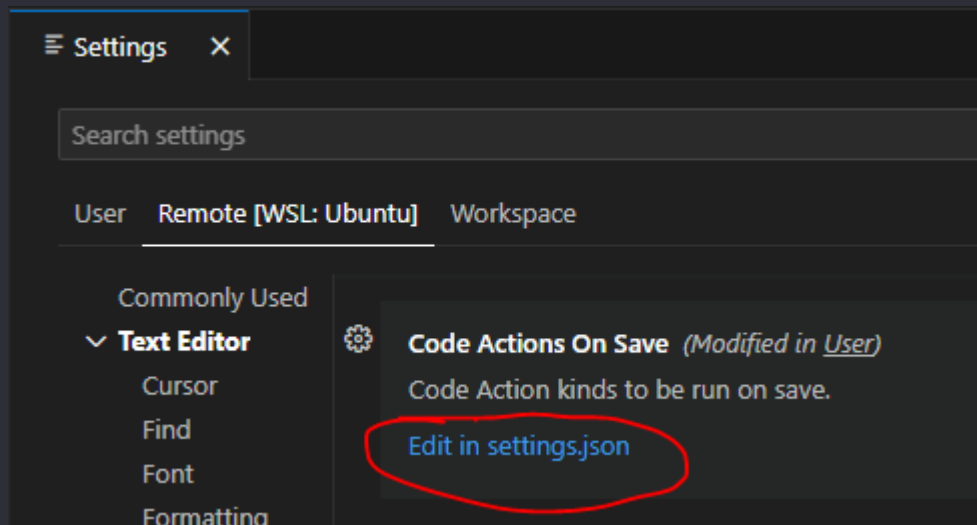 Settings
Search settings
User Remote [WSL: Ubuntu] Workspace
Commonly Used
Text Editor
Cursor
Find
Font
Formatting
Code Actions On Save (Modified in User)
Code Action kinds to be run on save.
Edit in settings.json